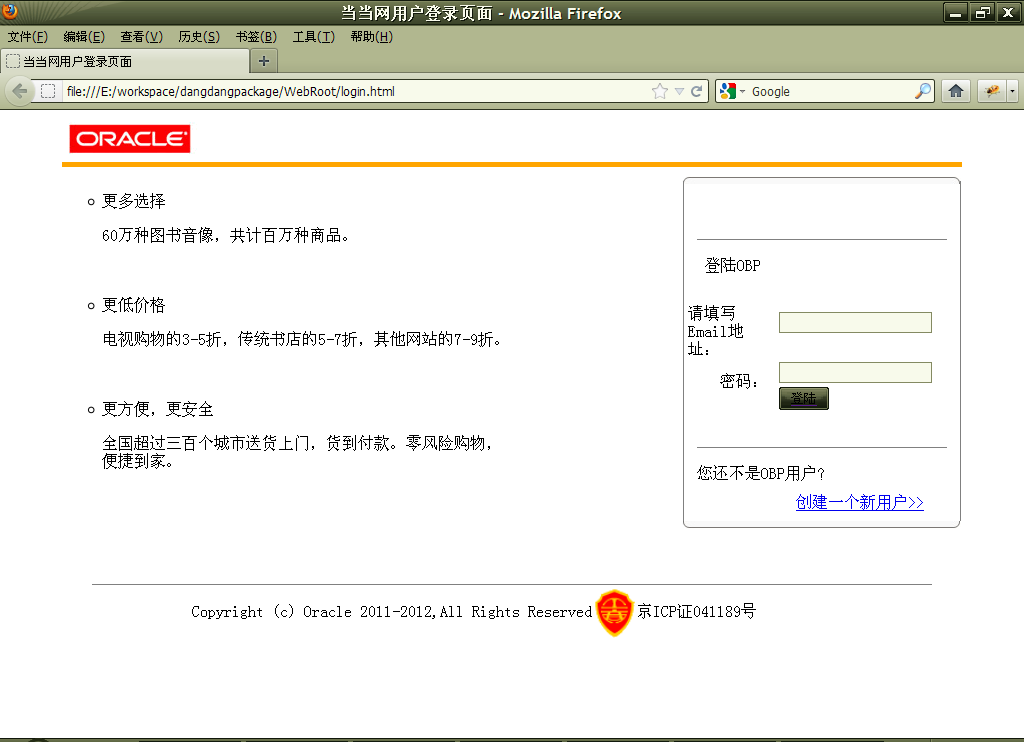 当当网用户登录页面 - Mozilla Firefox
文件(F) 编辑(E) 查看(V) 历史(S) 书签(B) 工具(T) 帮助(H)
当当网用户登录页面
file:///E:/workspace/dangdangpackage/WebRoot/login.html
Google
ORACLE
更多选择
60万种图书音像，共计百万种商品。
更低价格
电视购物的3-5折，传统书店的5-7折，其他网站的7-9折。
更方便，更安全
全国超过三百个城市送货上门，货到付款。零风险购物，
便捷到家。
登陆OBP
请填写
Email地
址：
密码：
登陆
您还不是OBP用户？
创建一个新用户>>
Copyright (c) Oracle 2011-2012,All Rights Reserved 京ICP证041189号